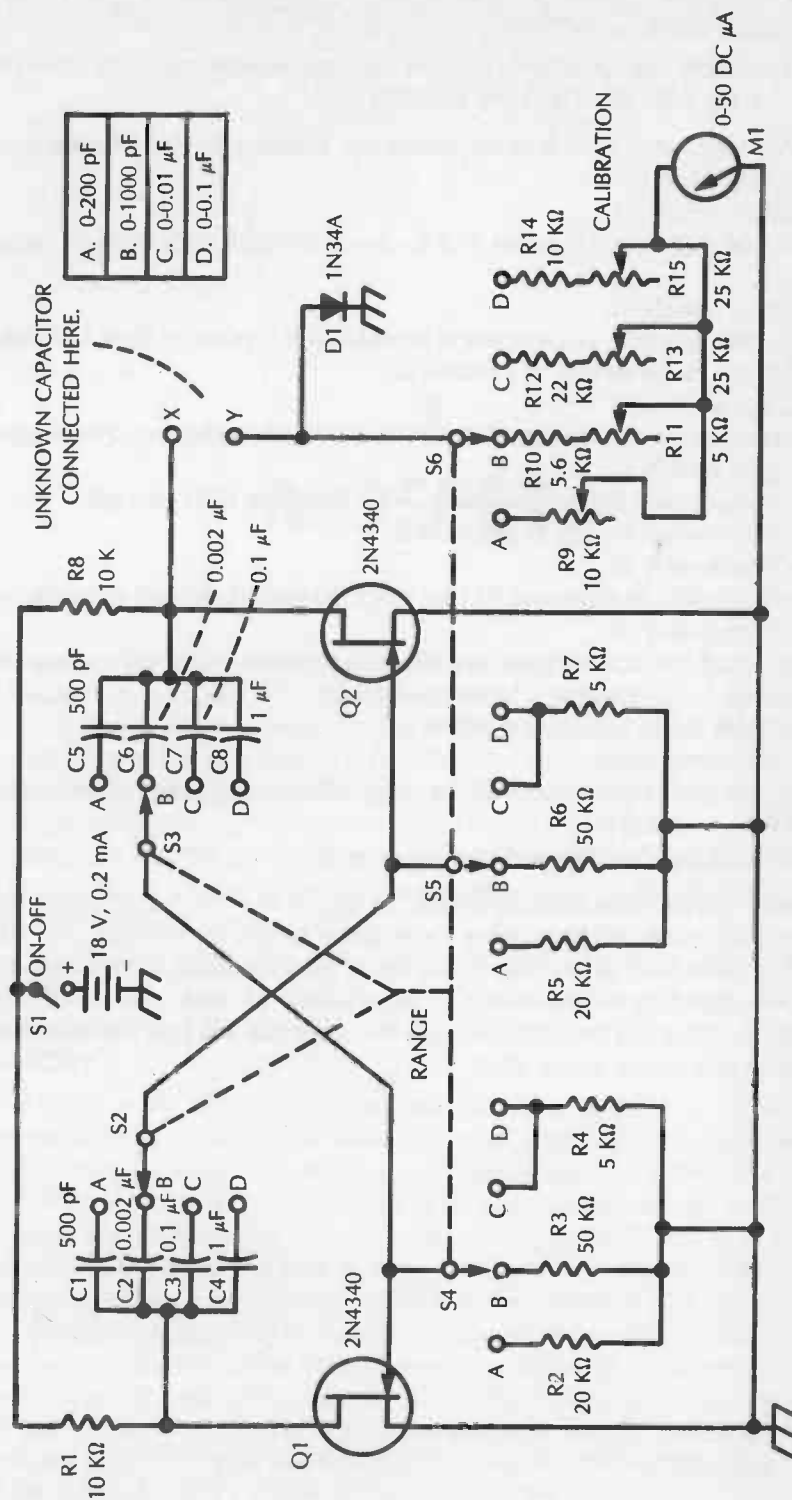 UNKNOWN CAPACITOR
CONNECTED HERE.
A. 0-200 pF
B. 0-1000 pF
C. 0-0.01 μF
D. 0-0.1 μF
S1
ON-OFF
+
18 V, 0.2 mA
R1
10 KΩ
C1
500 pF
A
C2
0.002 μF
B
C3
0.1 μF
C
C4
1 μF
D
S2
S3
A
C5
500 pF
B
C6
0.002 μF
C
C7
0.1 μF
D
C8
1 μF
R8
10 K
X
Y
D1
1N34A
Q1
2N4340
Q2
2N4340
RANGE
S4
A
B
C
D
R2
20 KΩ
R3
50 KΩ
R4
5 KΩ
S5
A
B
C
D
R5
20 KΩ
R6
50 KΩ
R7
5 KΩ
S6
A
B
C
D
R9
10 KΩ
R10
5.6
KΩ
R11
5 KΩ
R12
22
KΩ
R13
25 KΩ
R14
10 KΩ
R15
25 KΩ
CALIBRATION
0-50 DC μA
M1